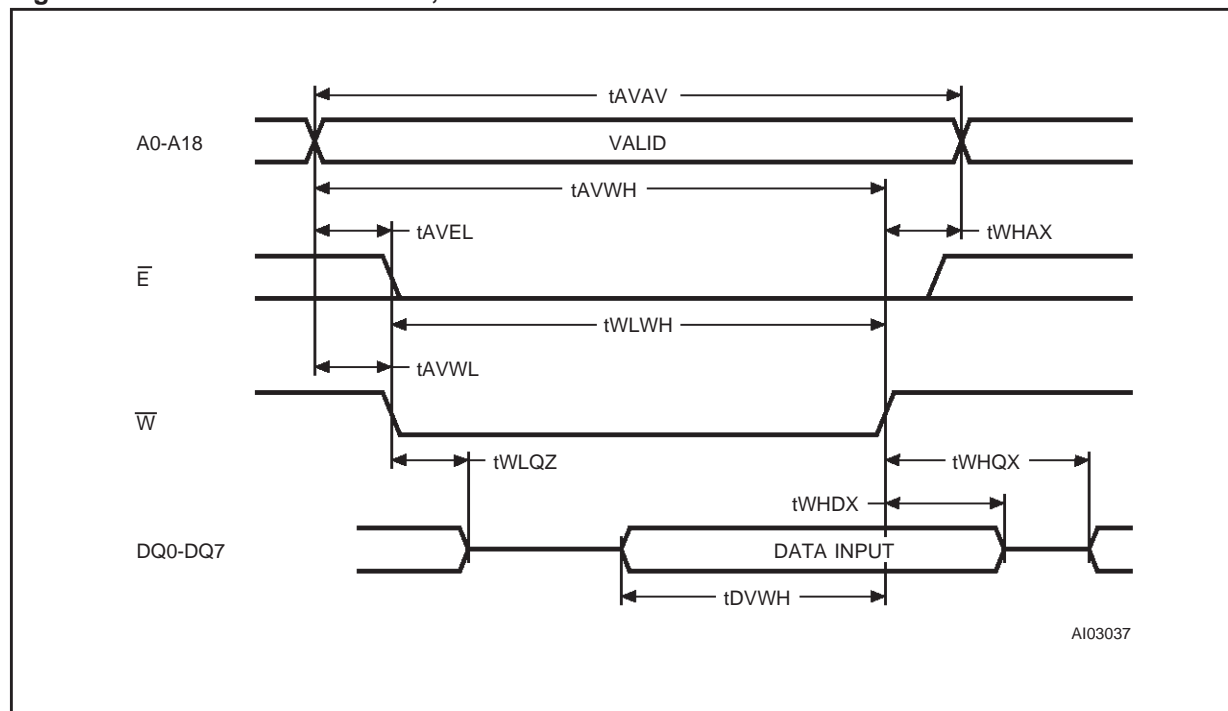 tAVAV
A0-A18
VALID
tAVWH
tAVEL
tWHAX
E̅
tWLWH
tAVWL
W̅
tWLQZ
tWHQX
tWHDX
DQ0-DQ7
DATA INPUT
tDVWH
AI03037